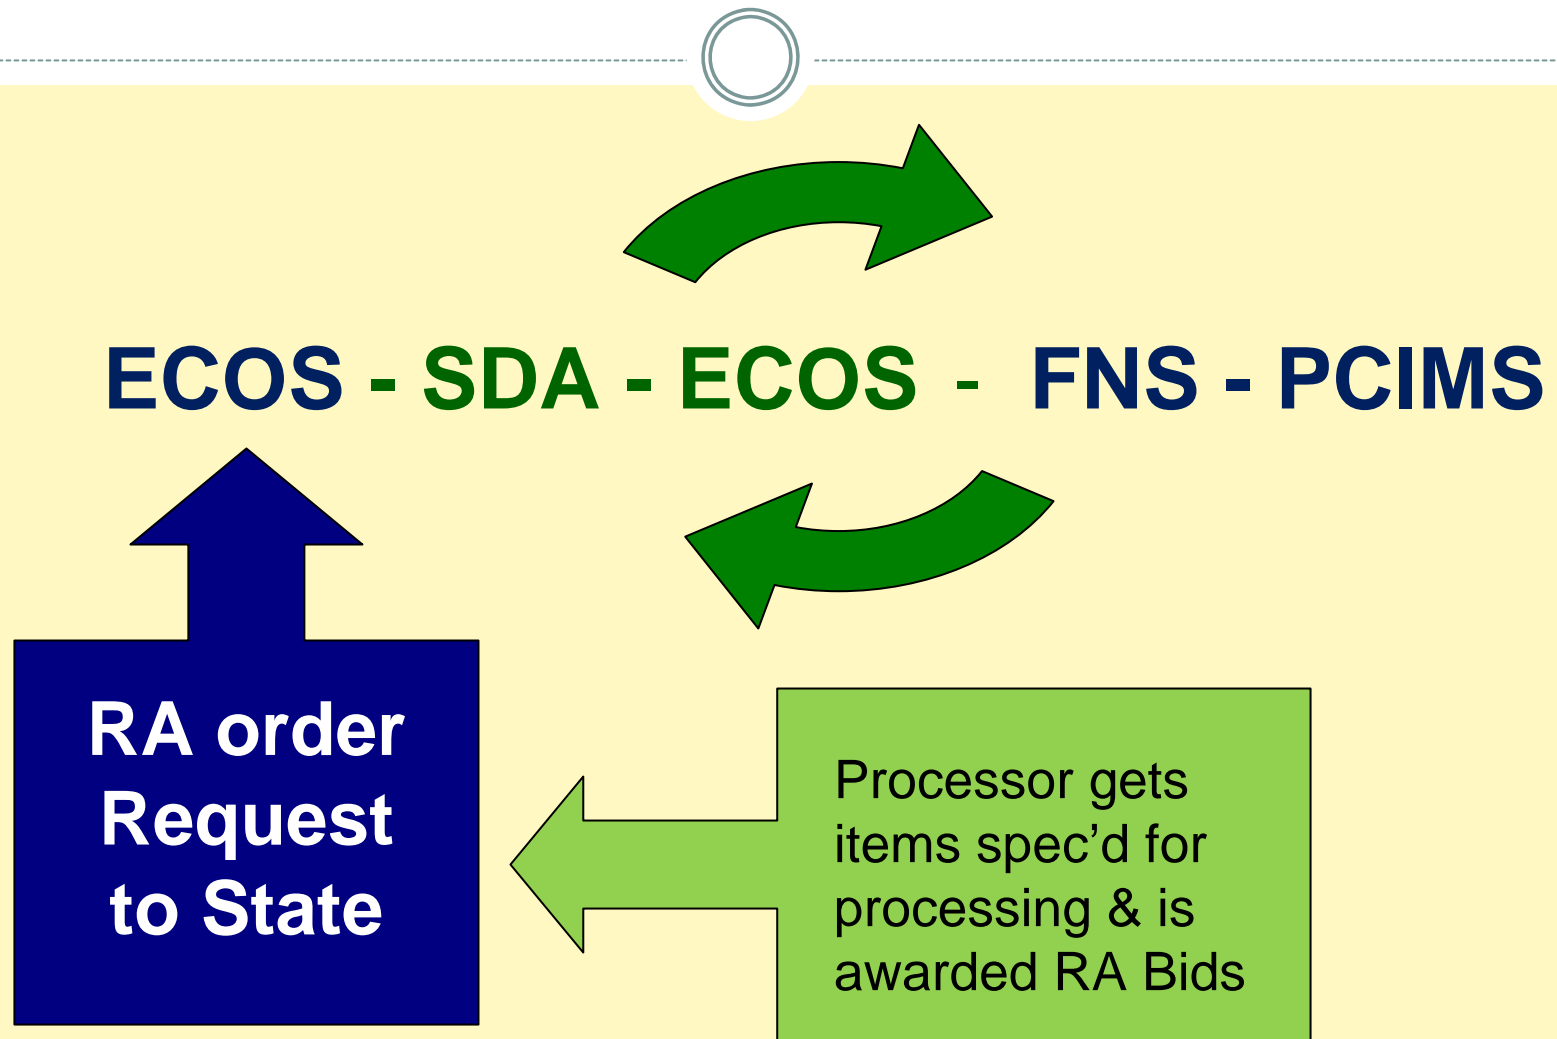 ECOS - SDA - ECOS - FNS - PCIMS
RA order
Request
to State
Processor gets
items spec’d for
processing & is
awarded RA Bids